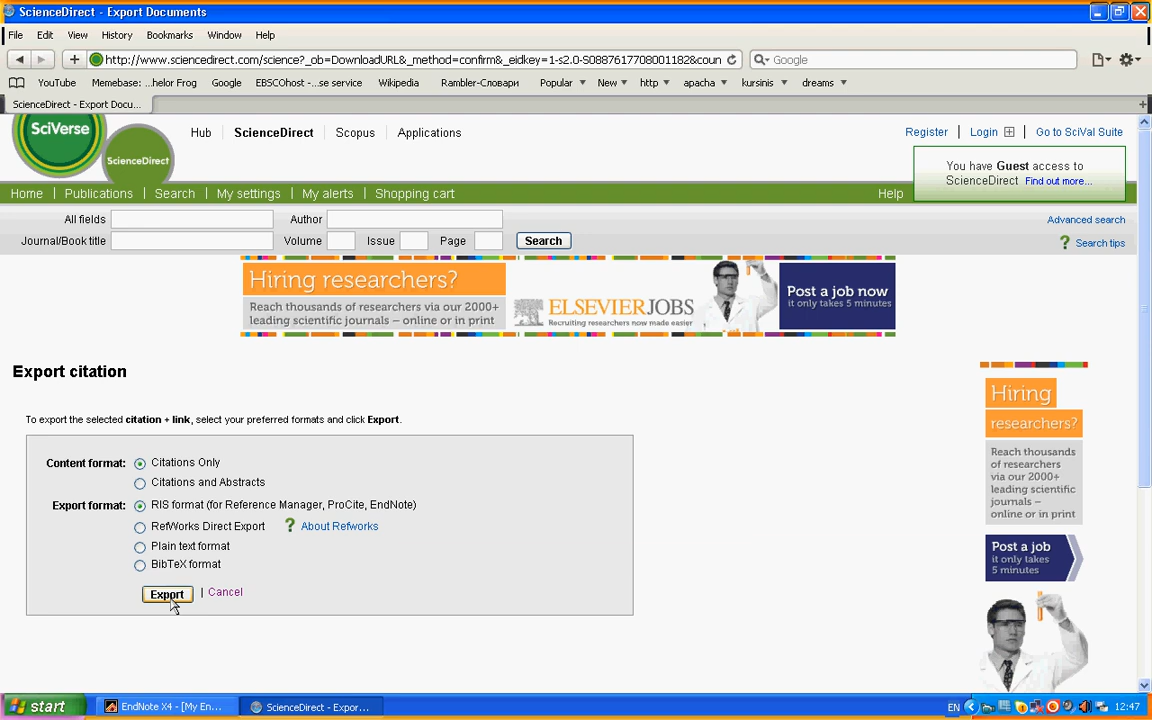 ScienceDirect - Export Documents
File Edit View History Bookmarks Window Help
http://www.sciencedirect.com/science?_ob=DownloadURL&_method=confirm&_eidkey=1-s2.0-S0887617708001182&coun
Google
YouTube Memebase: ...helor Frog Google EBSCOhost - ...se service Wikipedia Rambler-Словари Popular New http apacha kursinis dreams
ScienceDirect - Export Docu...
SciVerse
ScienceDirect
Hub ScienceDirect Scopus Applications
Register | Login | Go to SciVal Suite
You have Guest access to
ScienceDirect Find out more...
Home | Publications | Search | My settings | My alerts | Shopping cart
Help
All fields Author
Advanced search
Journal/Book title Volume Issue Page Search
? Search tips
Hiring researchers?
Reach thousands of researchers via our 2000+
leading scientific journals – online or in print
ELSEVIERJOBS
Recruiting researchers now made easier
Post a job now
it only takes 5 minutes
Export citation
To export the selected citation + link, select your preferred formats and click Export.
Content format: Citations Only
Citations and Abstracts
Export format: RIS format (for Reference Manager, ProCite, EndNote)
RefWorks Direct Export ? About Refworks
Plain text format
BibTeX format
Export | Cancel
Hiring
researchers?
Reach thousands
of researchers
via our 2000+
leading scientific
journals –
online or in print
Post a job
it only takes
5 minutes
start EndNote X4 - [My En... ScienceDirect - Expor... EN 12:47